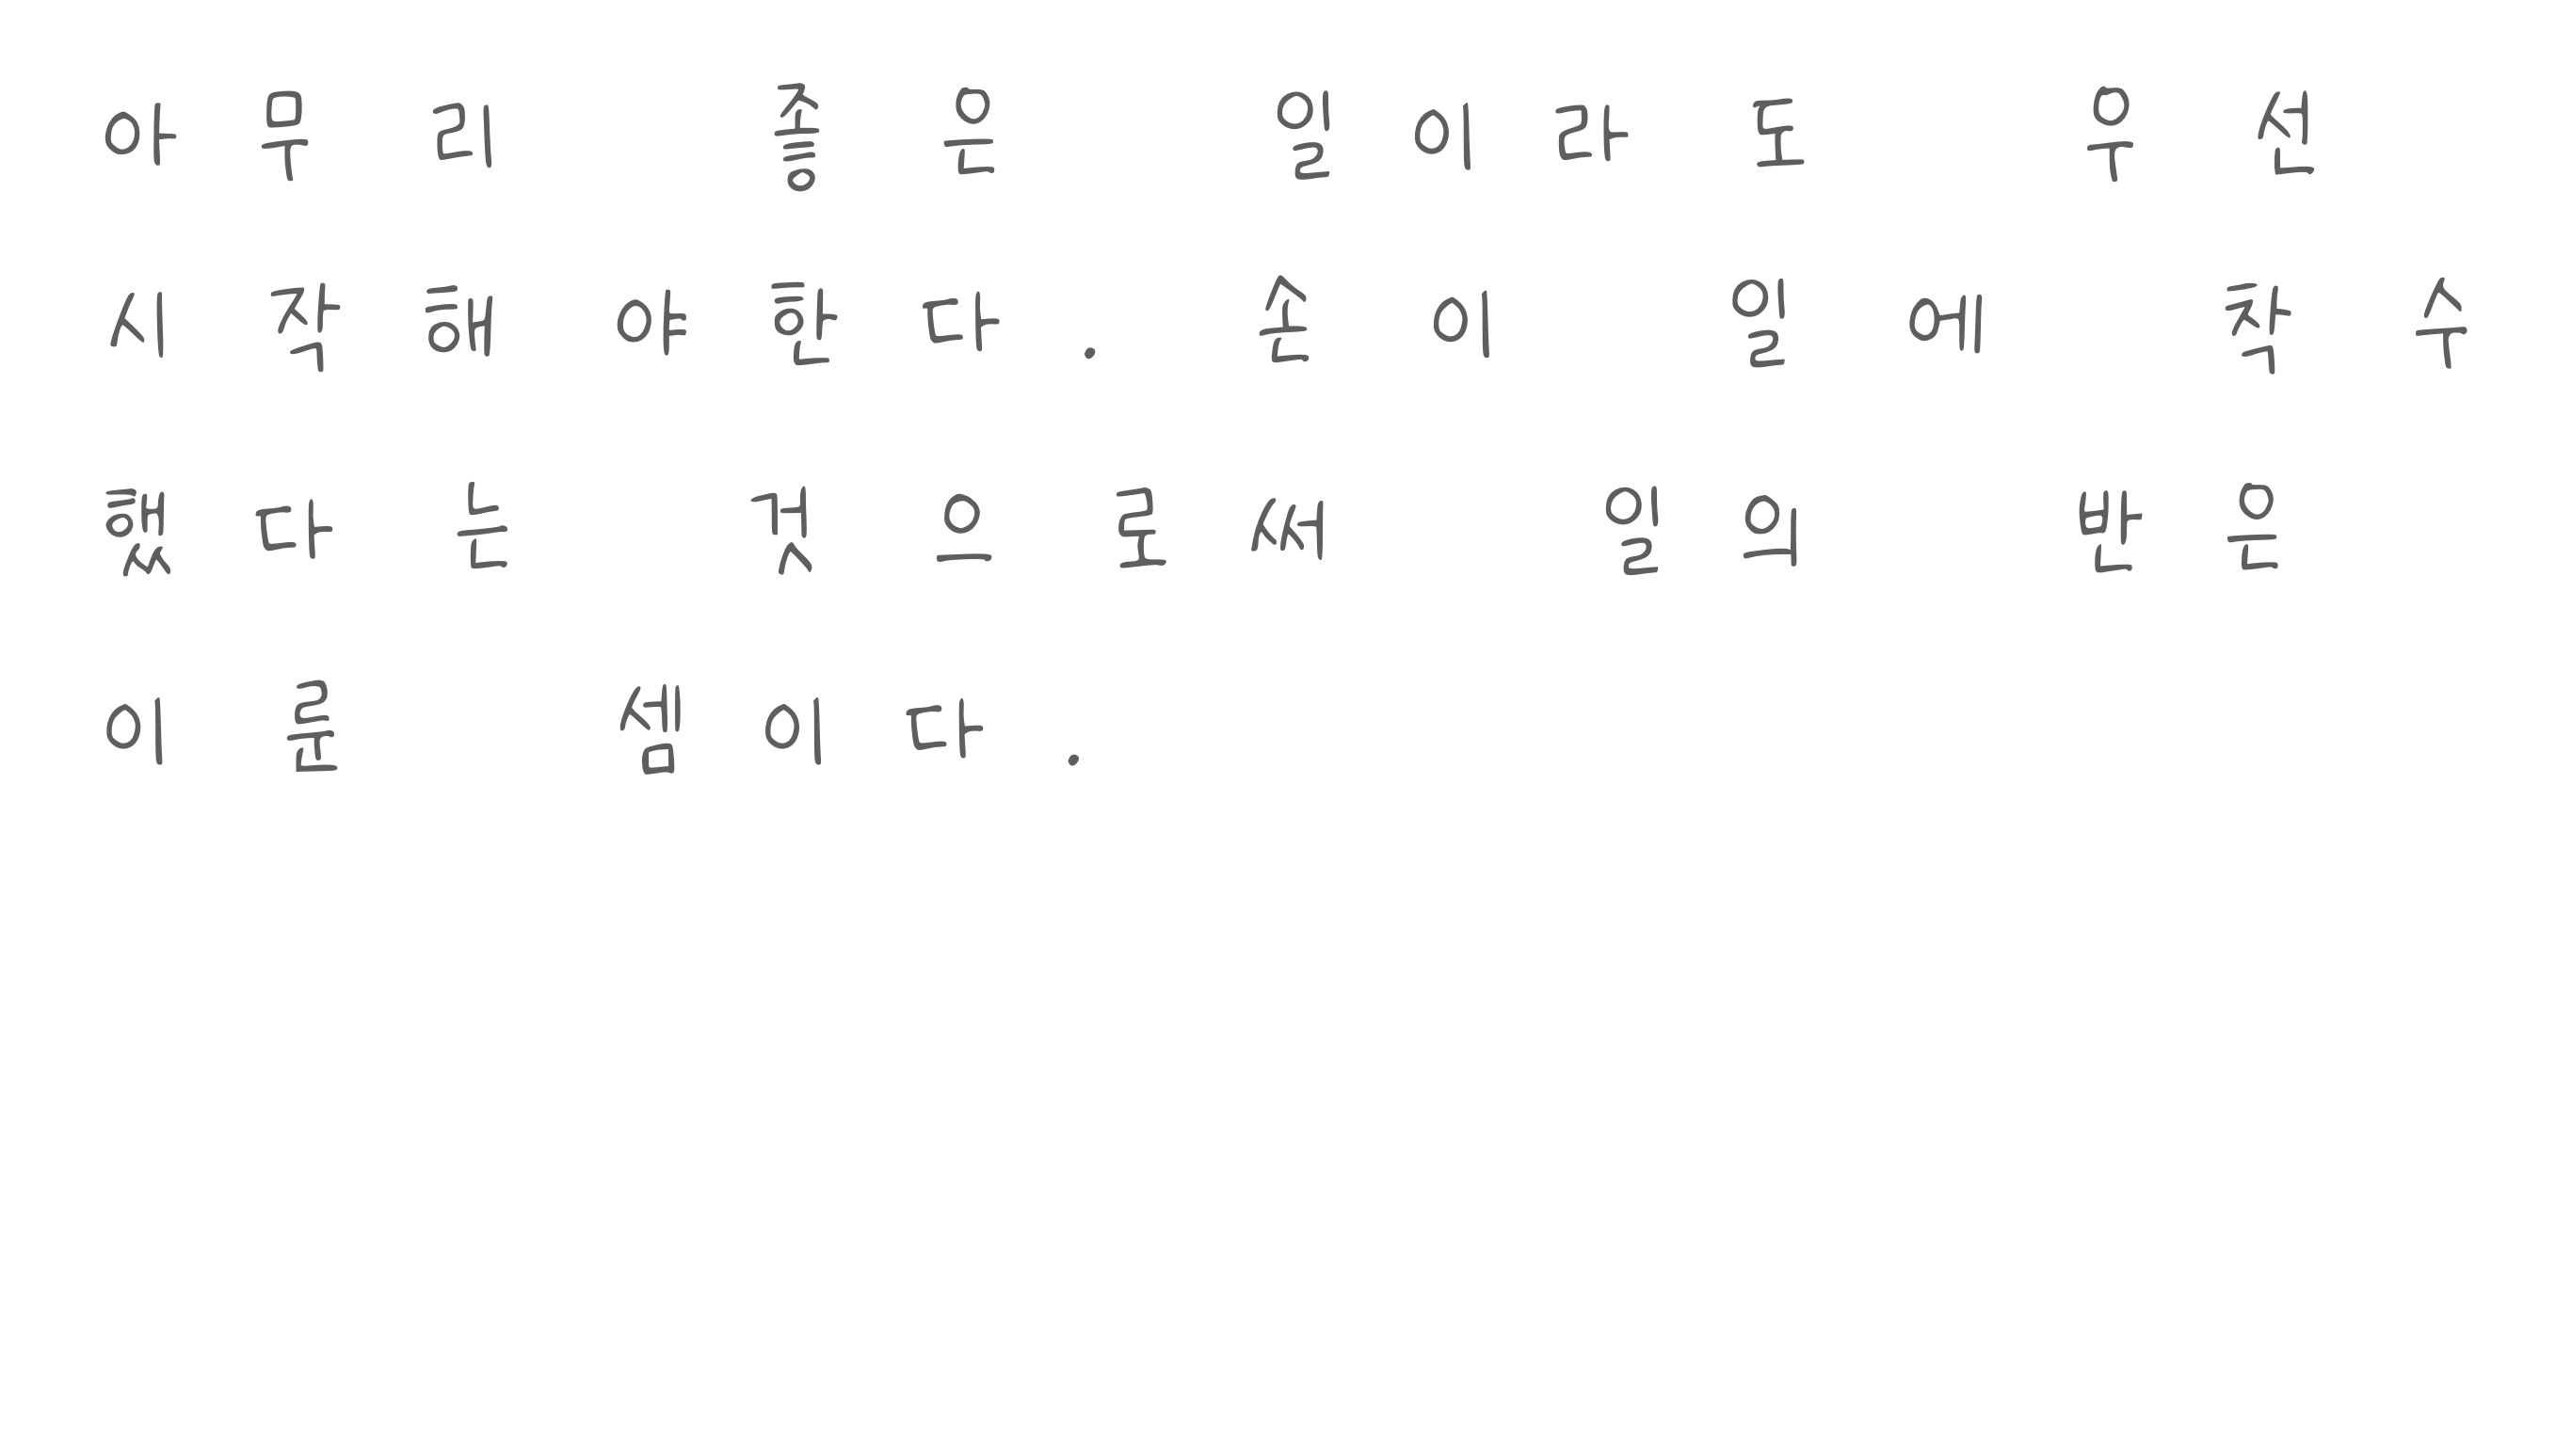 아무리 좋은 일이라도 우선
시작해야한다. 손이 일에 착수
했다는 것으로써 일의 반은
이룬 셈이다.